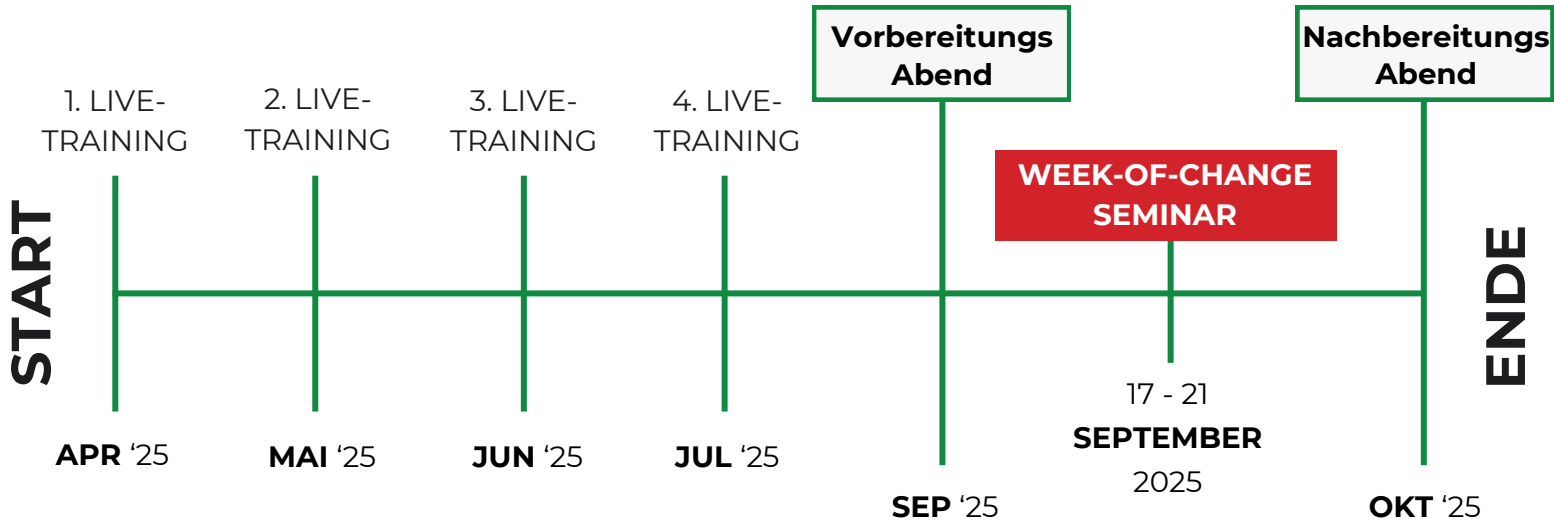 START
1. LIVE-
TRAINING
APR ‘25
2. LIVE-
TRAINING
MAI ‘25
3. LIVE-
TRAINING
JUN ‘25
4. LIVE-
TRAINING
JUL ‘25
Vorbereitungs
Abend
SEP ‘25
WEEK-OF-CHANGE
SEMINAR
17 - 21
SEPTEMBER
2025
Nachbereitungs
Abend
OKT ‘25
ENDE